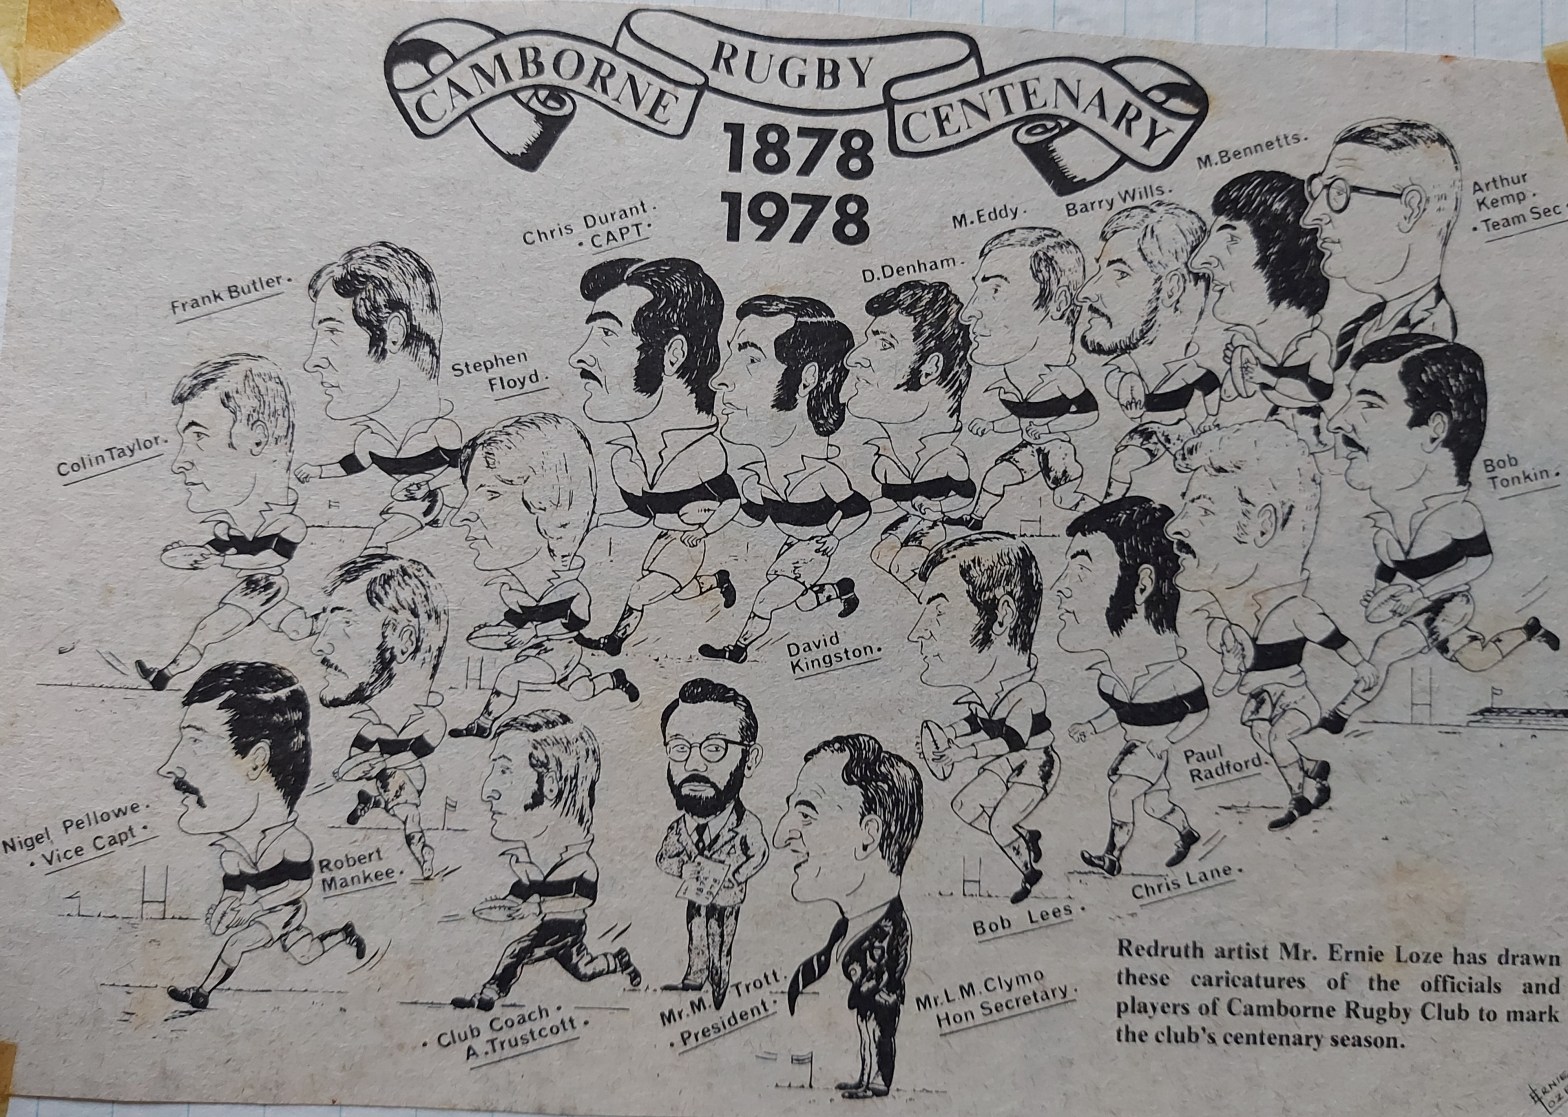 CAMBORNE RUGBY CENTENARY
1878
1978
M.Bennetts.
Arthur
Kemp.
. Team Sec.
Barry Wills.
M.Eddy.
Chris Durant.
. CAPT.
D.Denham.
Frank Butler.
Stephen
Floyd.
Colin Taylor.
Bob
Tonkin.
David
Kingston.
Paul
Radford.
Nigel Pellowe.
. Vice Capt.
Robert
Mankee.
Chris Lane.
Bob Lees.
. Club Coach.
A.Trustcott.
Mr. M Trott.
. President.
Mr.L.M.Clymo
Hon Secretary.
Redruth artist Mr. Ernie Loze has drawn
these caricatures of the officials and
players of Camborne Rugby Club to mark
the club's centenary season.
ERNIE